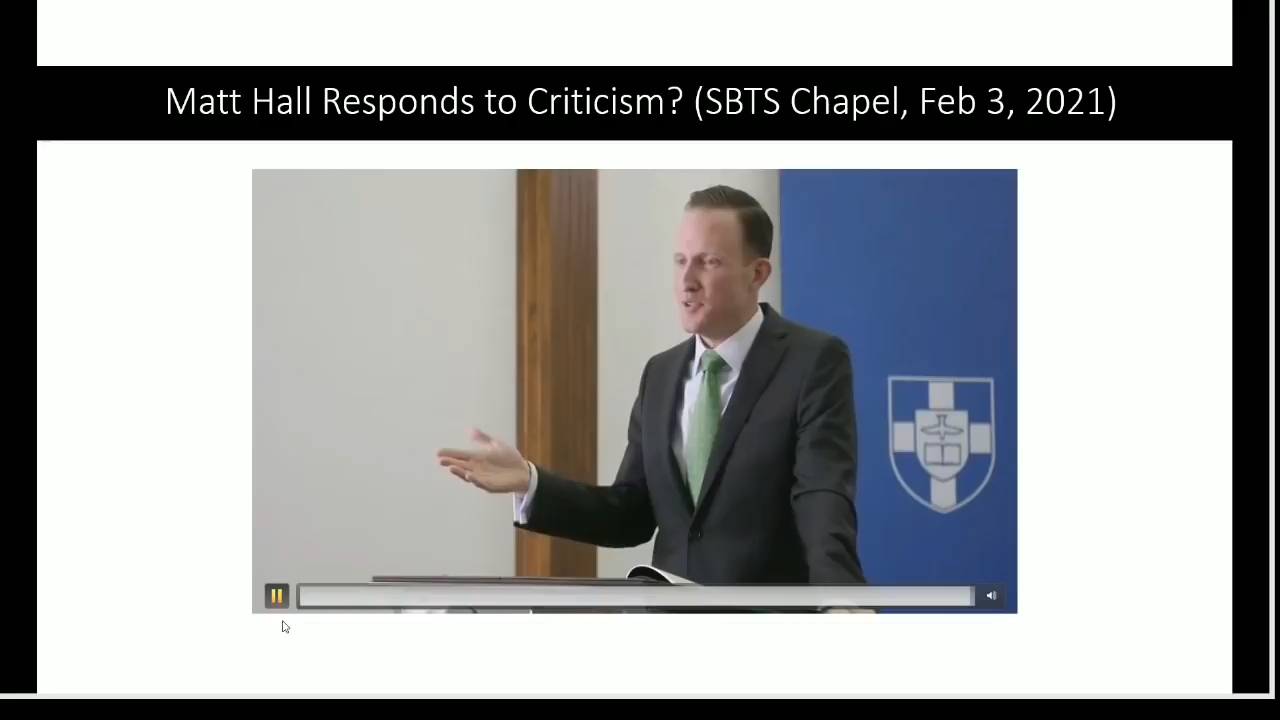 Matt Hall Responds to Criticism? (SBTS Chapel, Feb 3, 2021)